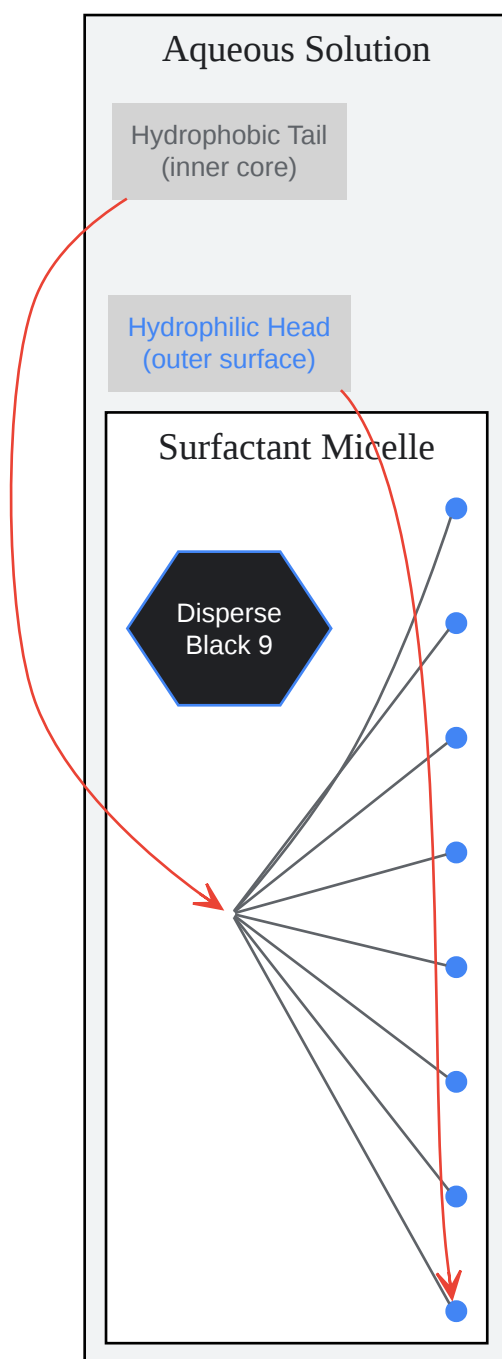 Aqueous Solution
Hydrophobic Tail
(inner core)
Hydrophilic Head
(outer surface)
Surfactant Micelle
Disperse
Black 9